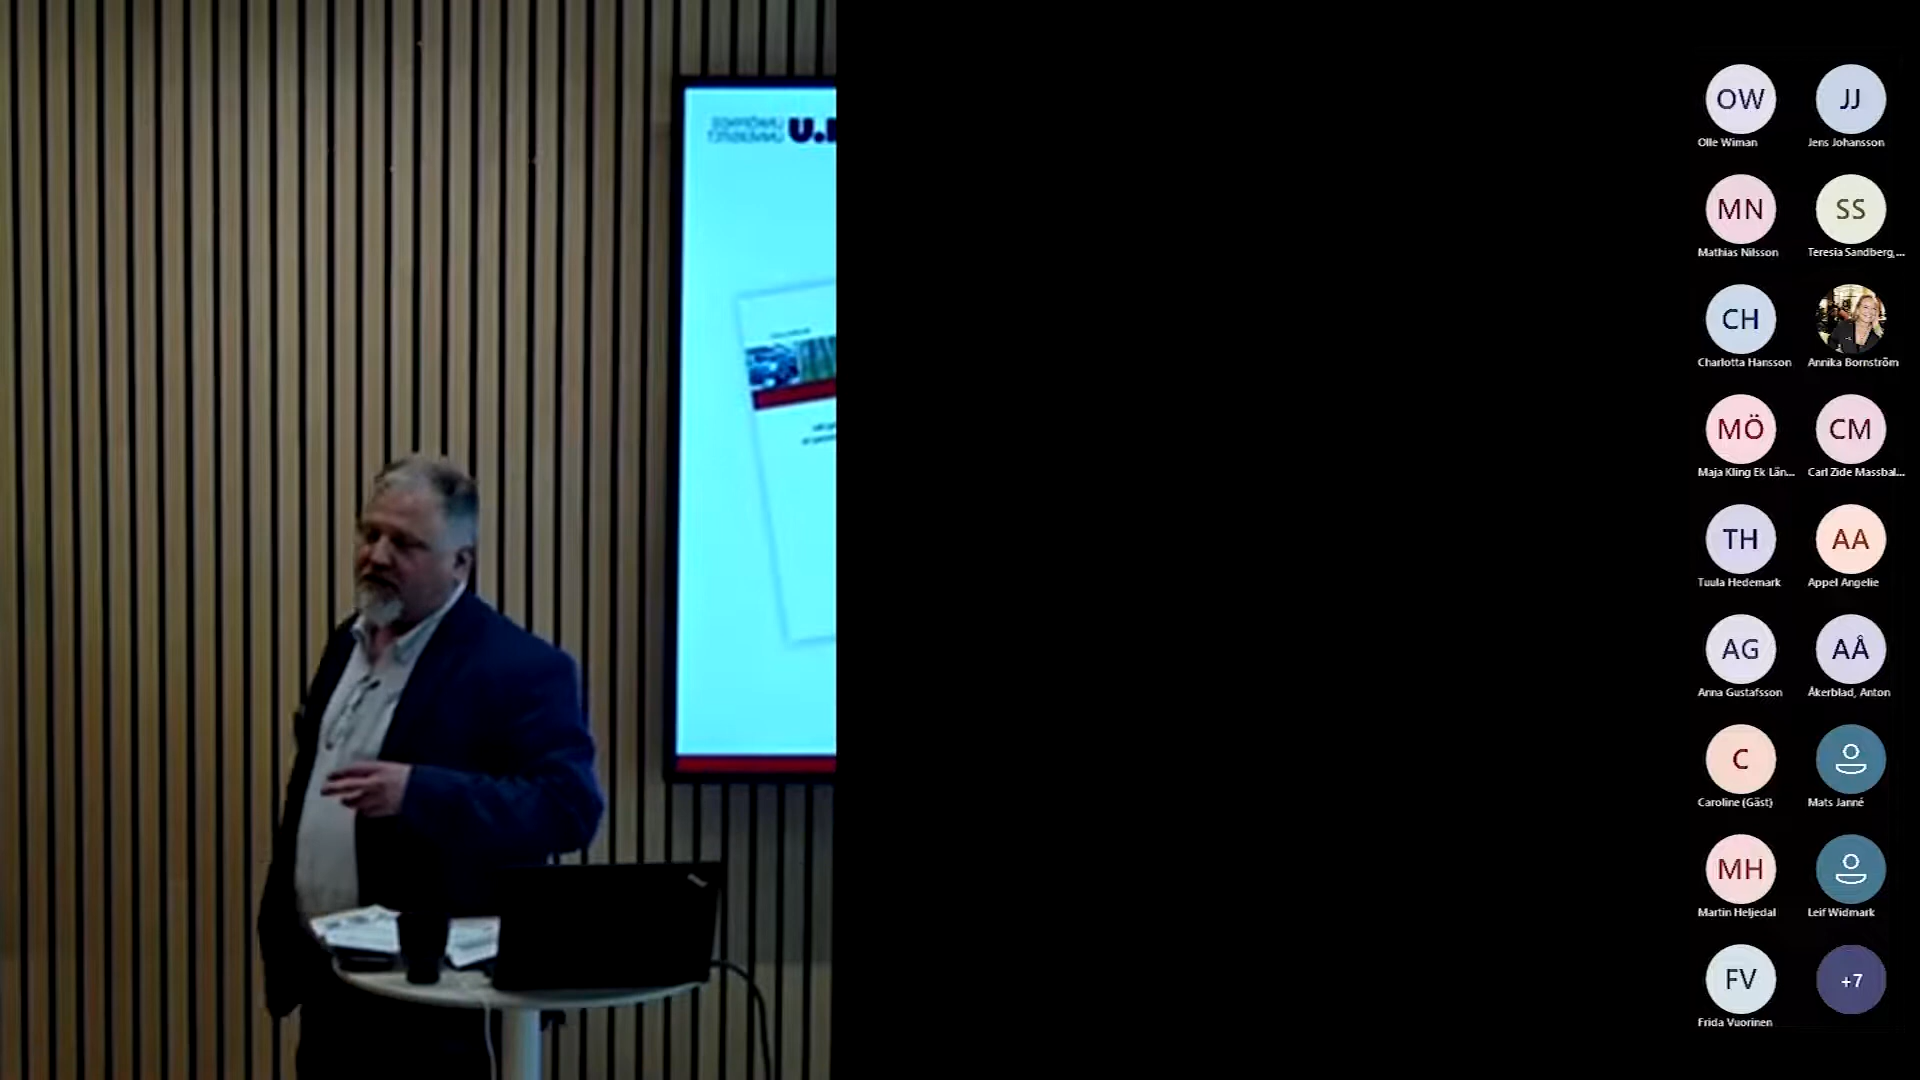 OW
JJ
Olle Wiman
Jens Johansson
MN
SS
Mathias Nilsson
Teresia Sandberg,...
CH
Charlotta Hansson
Annika Bornström
MÖ
CM
Maja Kling Ek Län...
Carl Zide Massbal...
TH
AA
Tuula Hedemark
Appel Angelie
AG
AÅ
Anna Gustafsson
Åkerblad, Anton
C
Caroline (Gäst)
Mats Janné
MH
Martin Heljedal
Leif Widmark
FV
+7
Frida Vuorinen